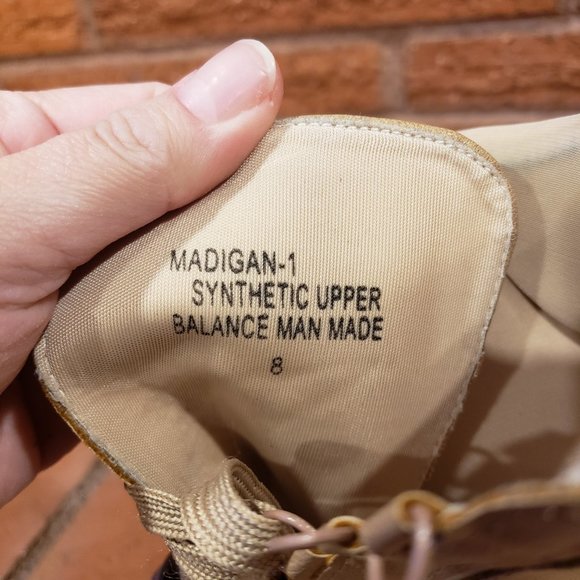 MADIGAN-1
SYNTHETIC UPPER
BALANCE MAN MADE
8